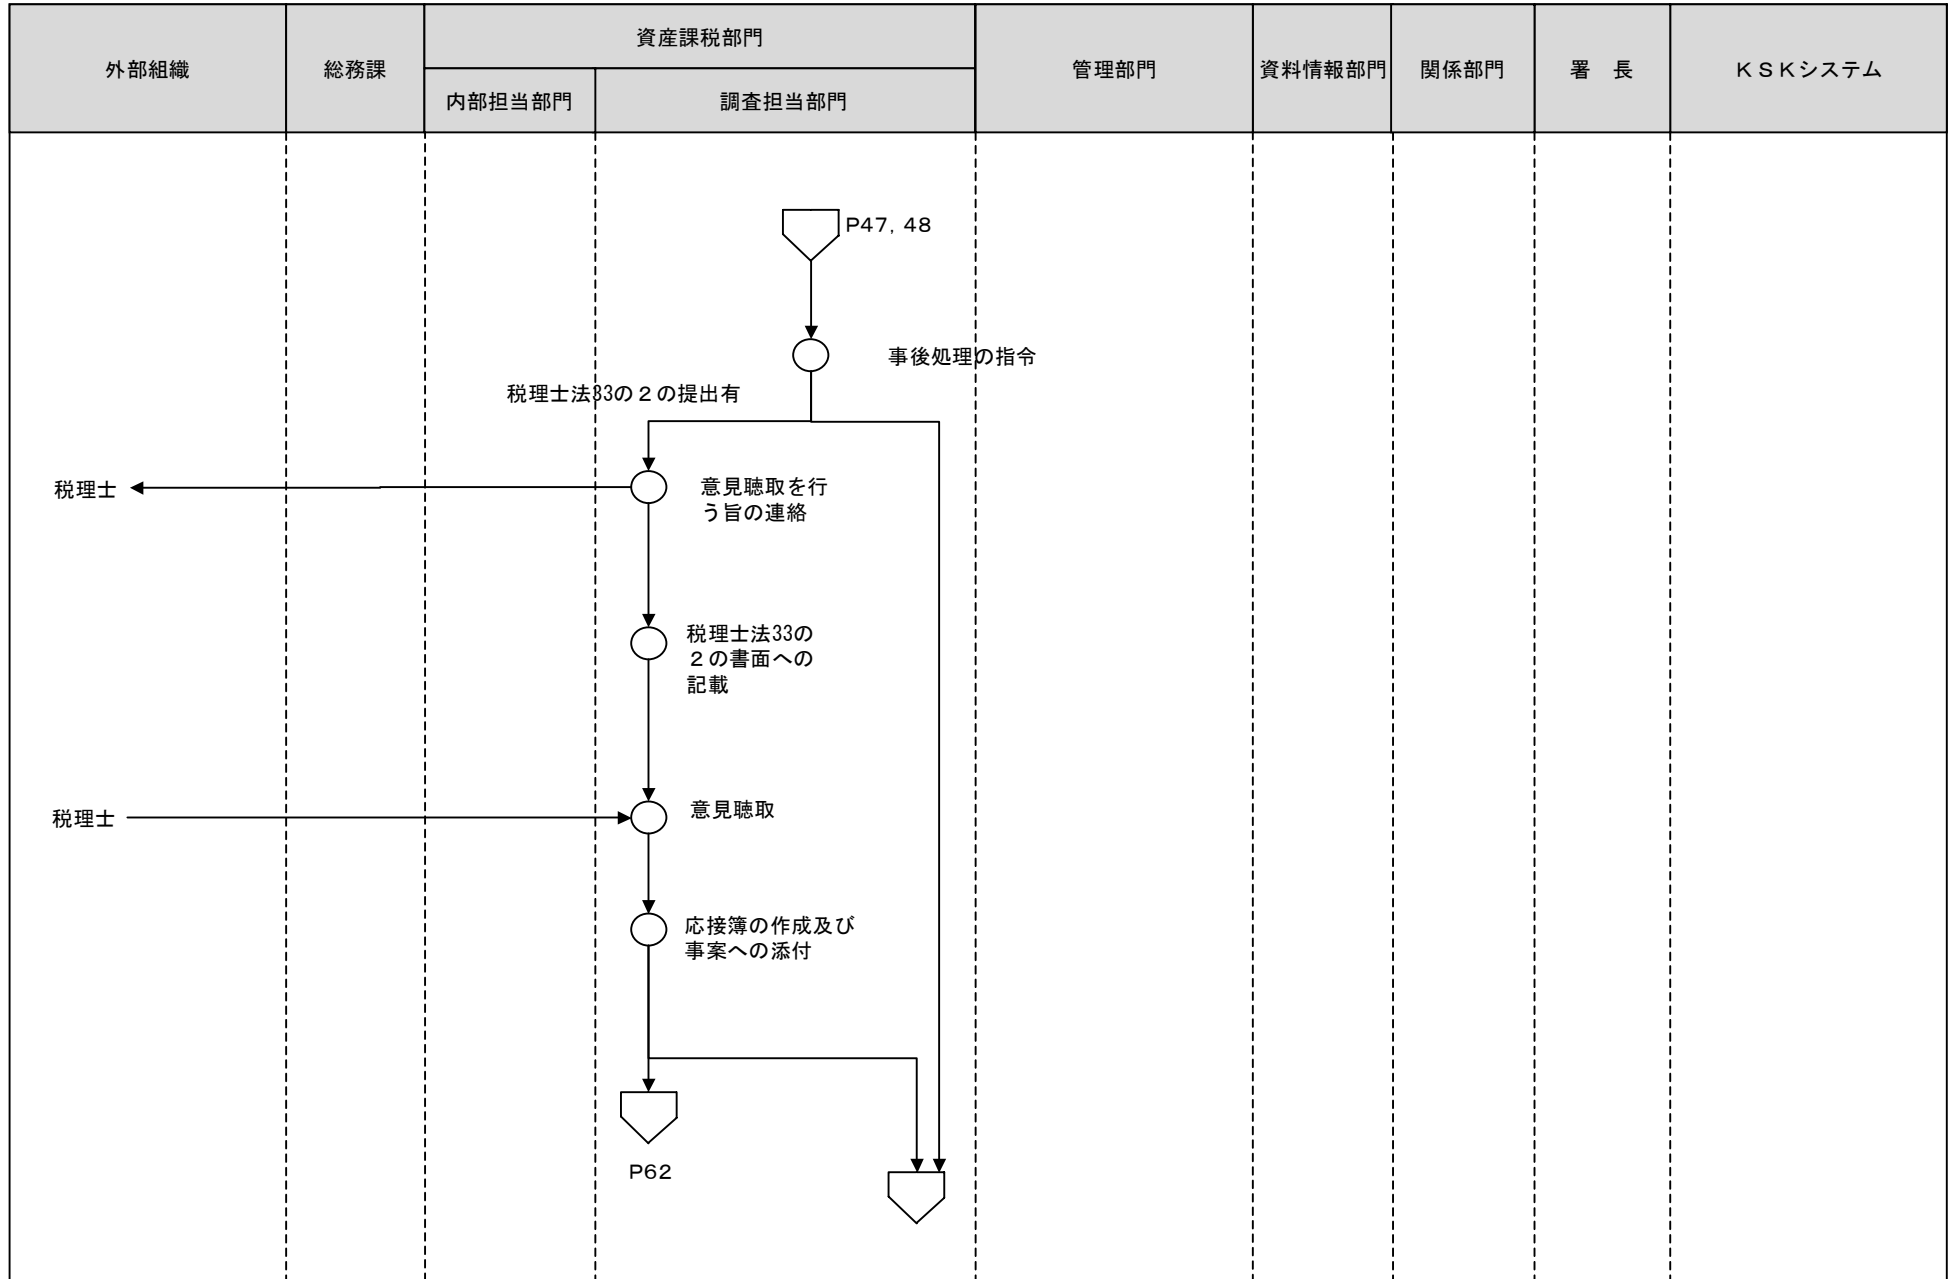 外部組織
総務課
資産課税部門
内部担当部門
調査担当部門
管理部門
資料情報部門
関係部門
署　長
ＫＳＫシステム
P47, 48
事後処理の指令
税理士法33の２の提出有
税理士
意見聴取を行
う旨の連絡
税理士法33の
２の書面への
記載
税理士
意見聴取
応接簿の作成及び
事案への添付
P62